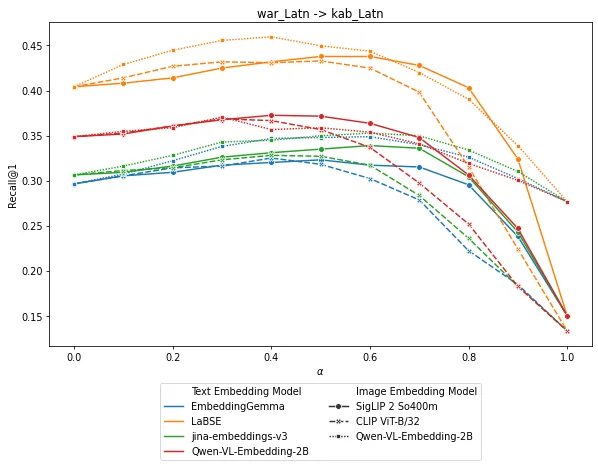 war_Latn -> kab_Latn
Recall@1
0.45
0.40
0.35
0.30
0.25
0.20
0.15
0.0 0.2 0.4 0.6 0.8 1.0
α
Text Embedding Model
EmbeddingGemma
LaBSE
jina-embeddings-v3
Qwen-VL-Embedding-2B
Image Embedding Model
SigLIP 2 So400m
CLIP ViT-B/32
Qwen-VL-Embedding-2B